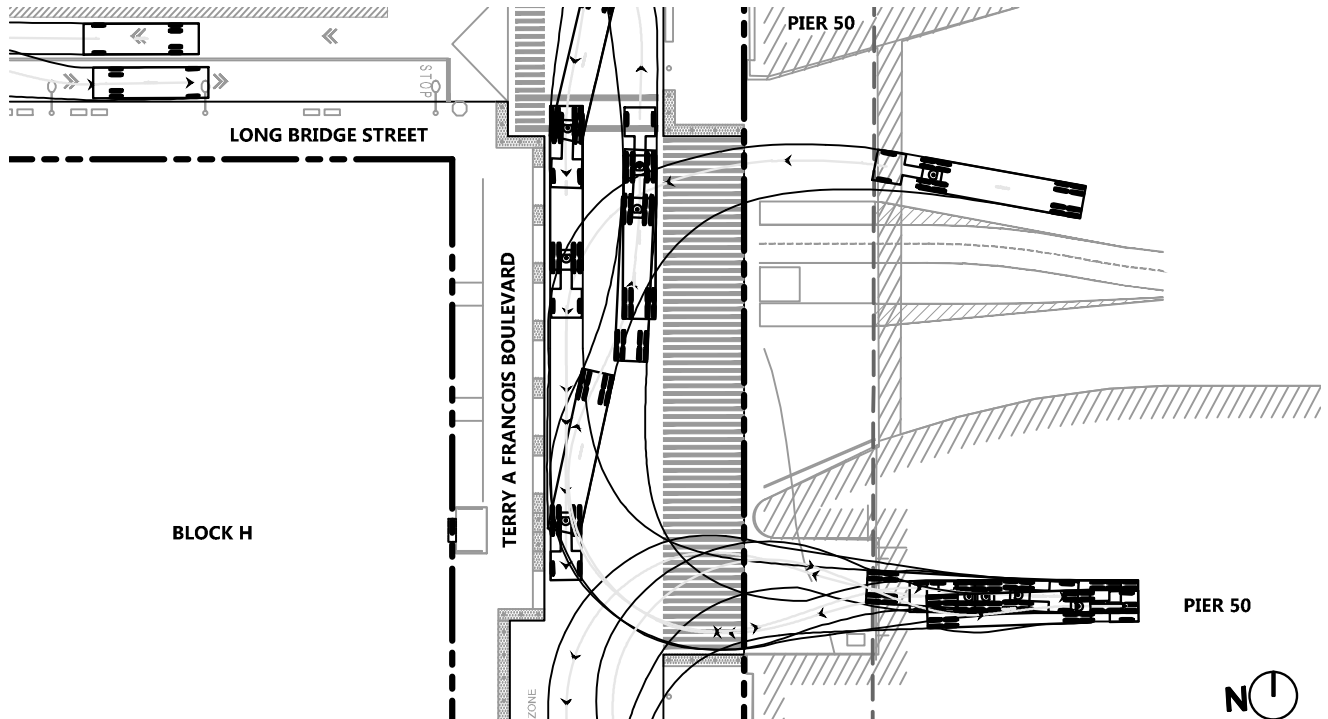 PIER 50
STOP
LONG BRIDGE STREET
TERRY A FRANCOIS BOULEVARD
BLOCK H
PIER 50
ZONE
N